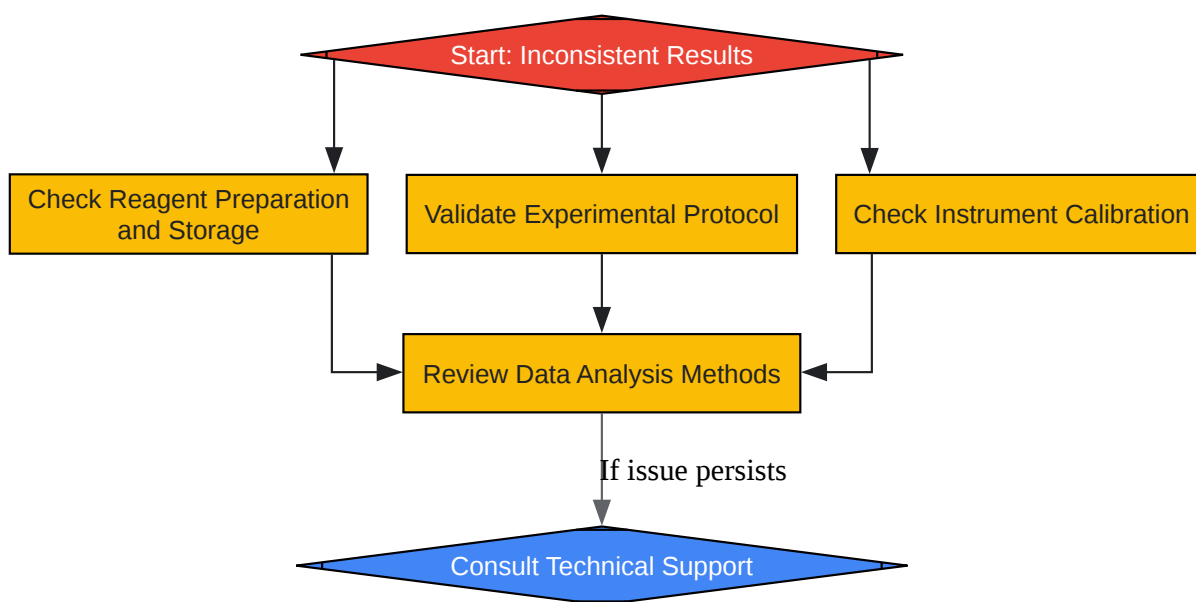 Start: Inconsistent Results
Check Reagent Preparation
and Storage
Validate Experimental Protocol
Check Instrument Calibration
Review Data Analysis Methods
If issue persists
Consult Technical Support